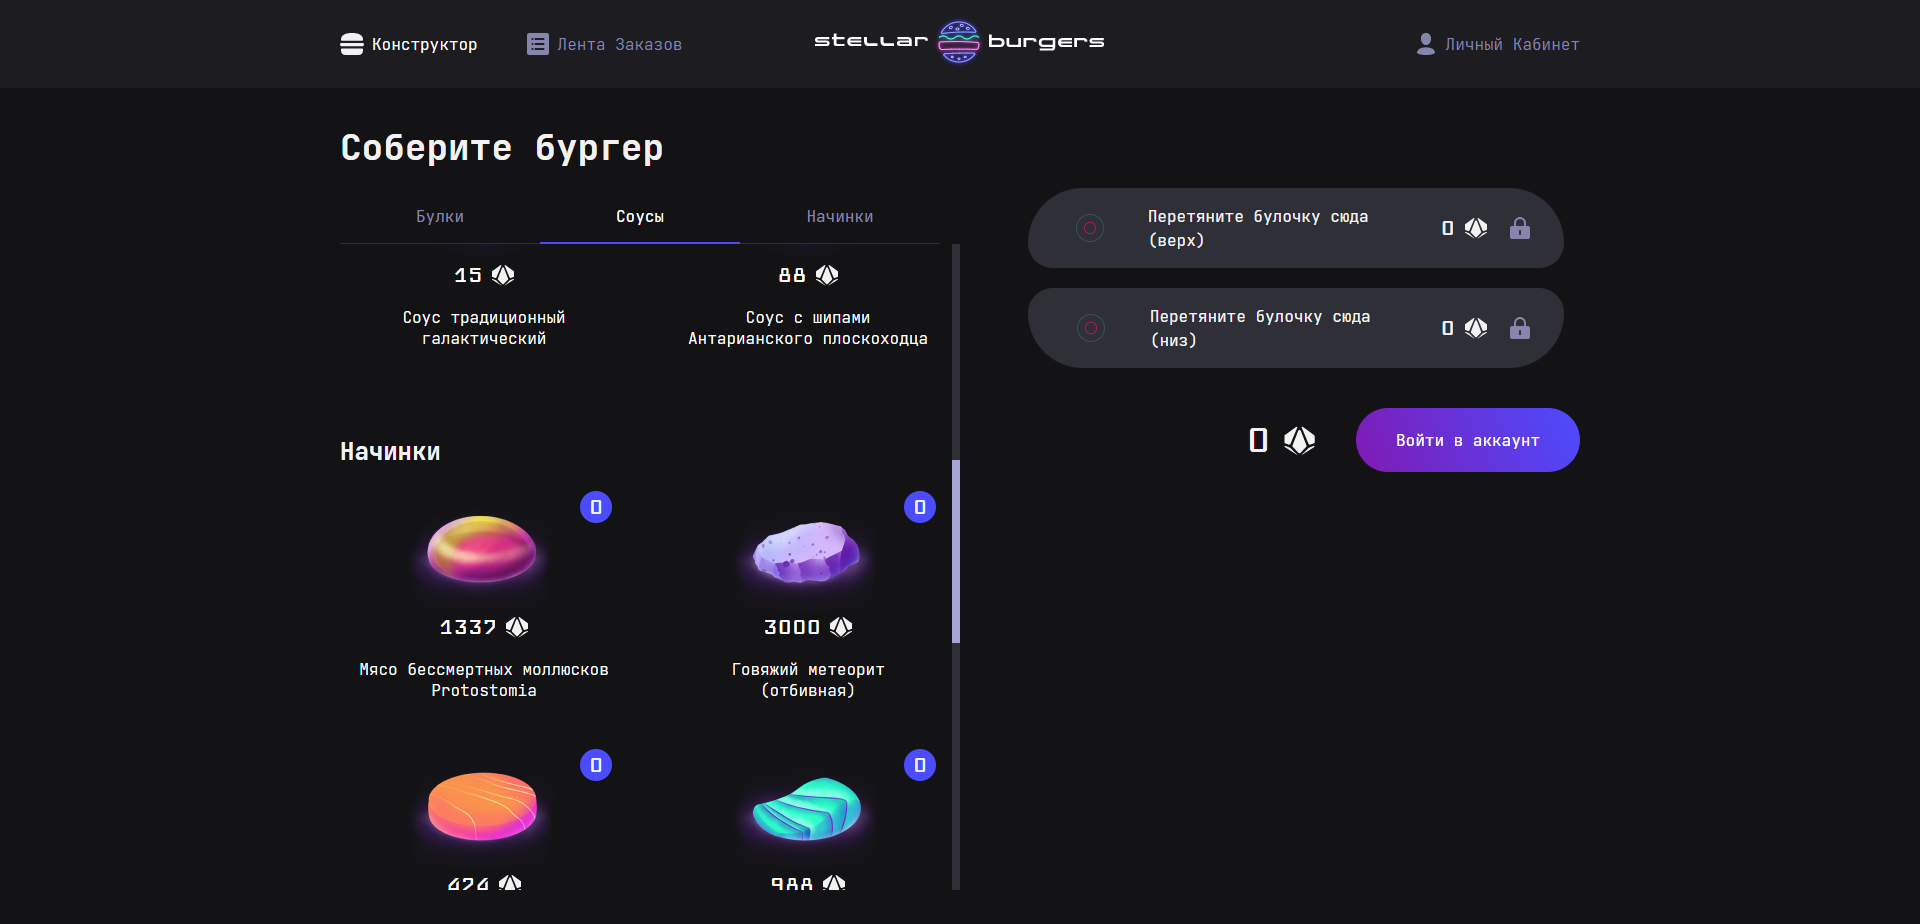 Конструктор
Лента Заказов
stellar burgers
Личный Кабинет
Соберите бургер
Булки
Соусы
Начинки
15
88
Соус традиционный
галактический
Соус с шипами
Антарианского плоскоходца
Начинки
0
0
1337
3000
Мясо бессмертных моллюсков
Protostomia
Говяжий метеорит
(отбивная)
0
0
424
988
Перетяните булочку сюда
(верх)
0
Перетяните булочку сюда
(низ)
0
0
Войти в аккаунт